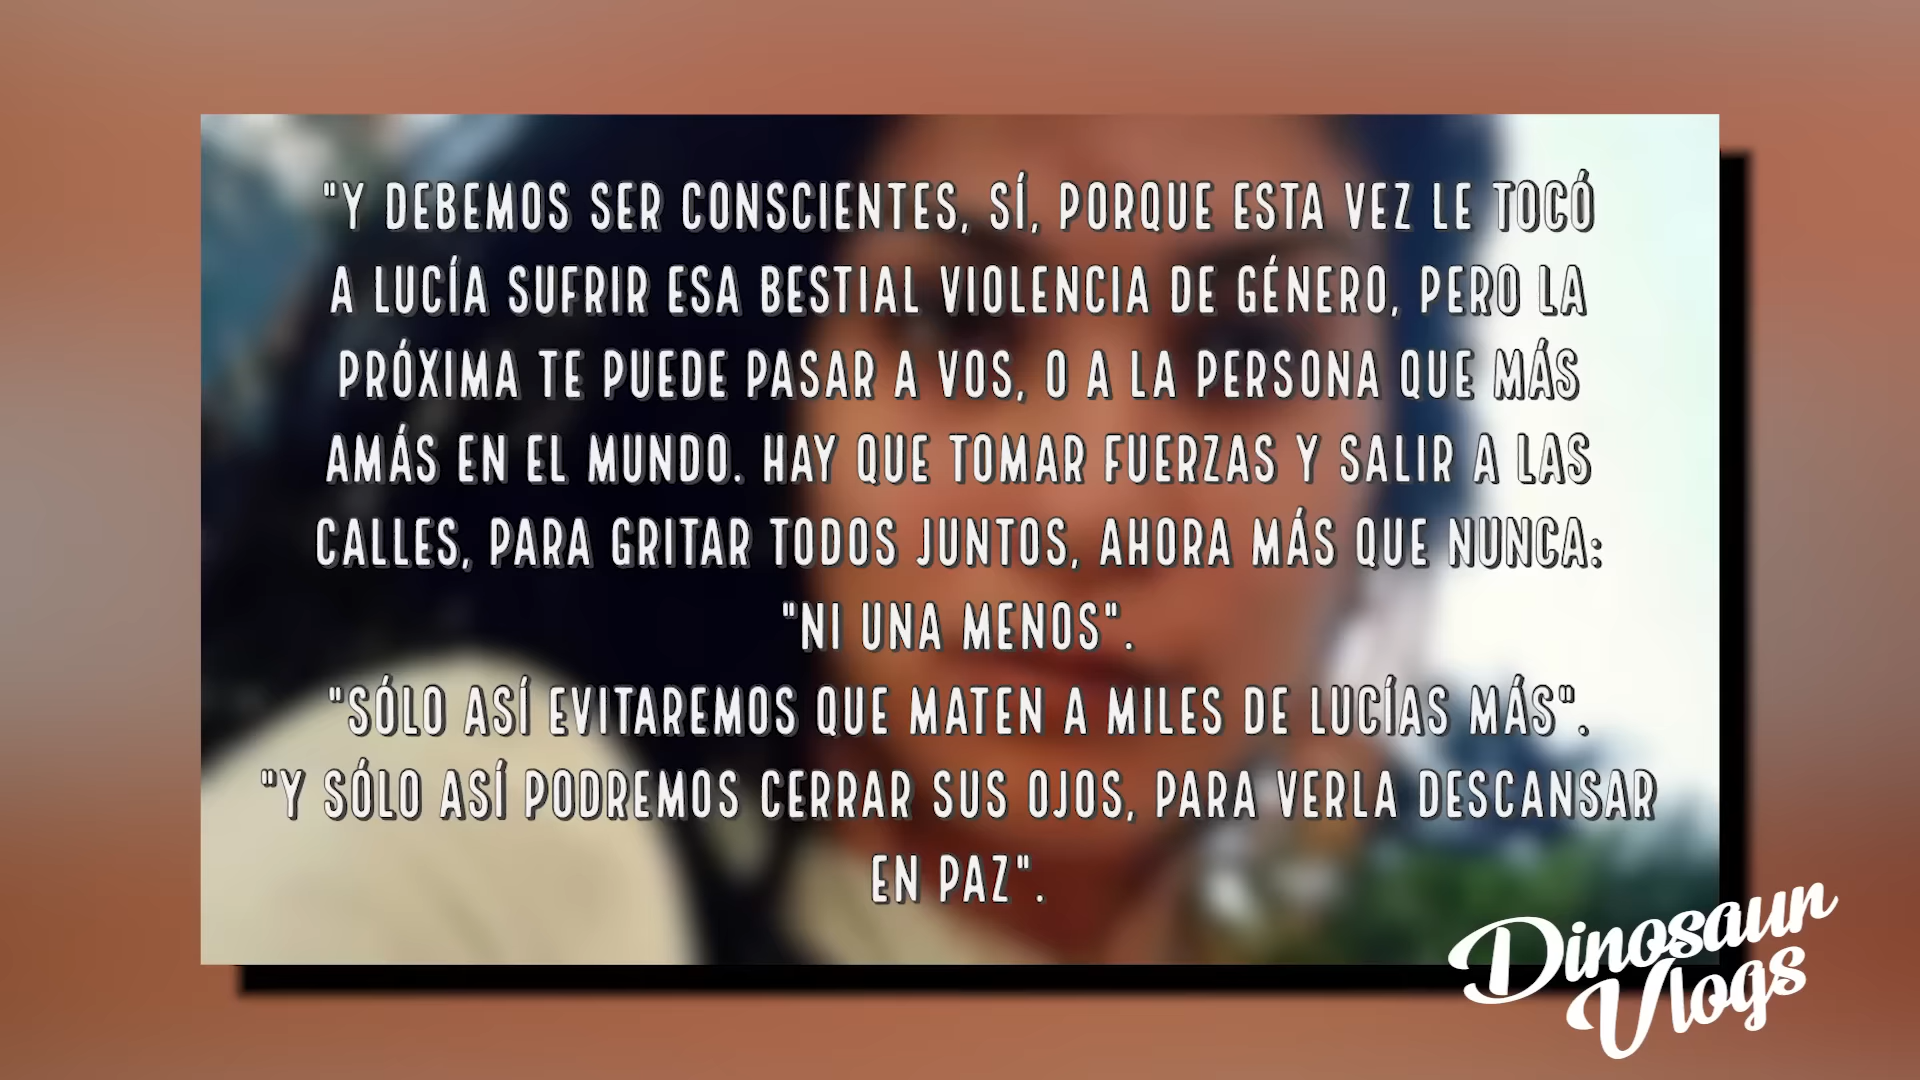 "Y DEBEMOS SER CONSCIENTES, SÍ, PORQUE ESTA VEZ LE TOCÓ
A LUCÍA SUFRIR ESA BESTIAL VIOLENCIA DE GÉNERO, PERO LA
PRÓXIMA TE PUEDE PASAR A VOS, O A LA PERSONA QUE MÁS
AMÁS EN EL MUNDO. HAY QUE TOMAR FUERZAS Y SALIR A LAS
CALLES, PARA GRITAR TODOS JUNTOS, AHORA MÁS QUE NUNCA:
"NI UNA MENOS".
"SÓLO ASÍ EVITAREMOS QUE MATEN A MILES DE LUCÍAS MÁS".
"Y SÓLO ASÍ PODREMOS CERRAR SUS OJOS, PARA VERLA DESCANSAR
EN PAZ".
Dinosaur
Vlogs